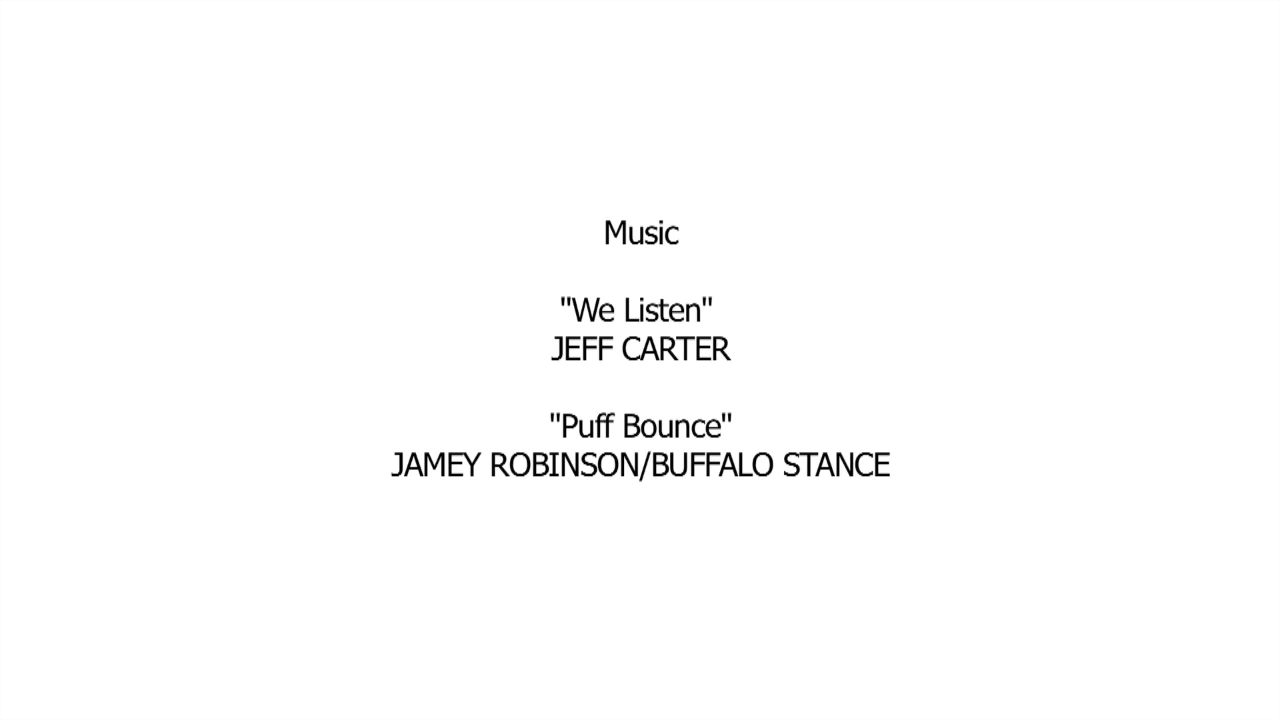 Music
"We Listen"
JEFF CARTER
"Puff Bounce"
JAMEY ROBINSON/BUFFALO STANCE